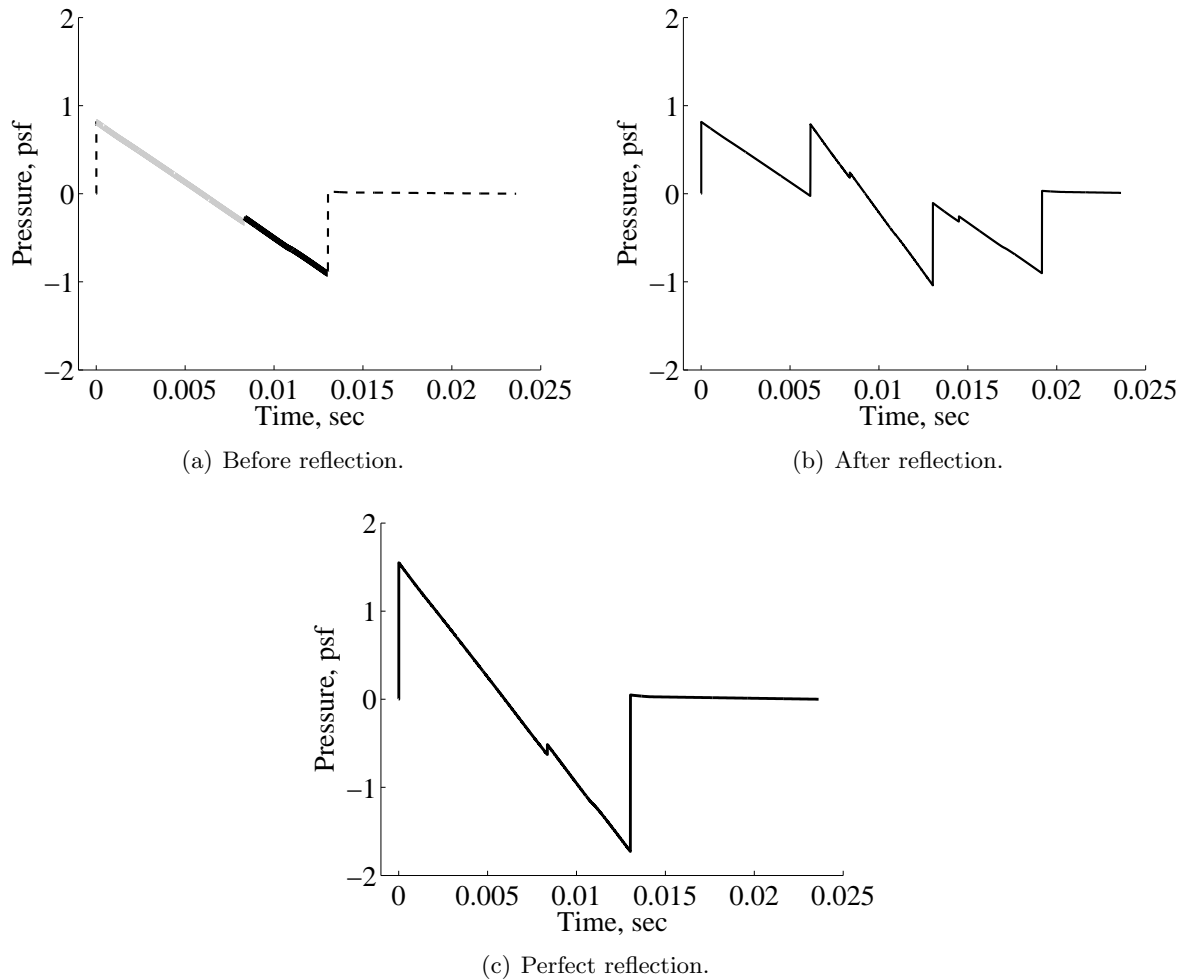 2
1
0
−1
−2
Pressure, psf
0 0.005 0.01 0.015 0.02 0.025
Time, sec
(a) Before reflection.
2
1
0
−1
−2
Pressure, psf
0 0.005 0.01 0.015 0.02 0.025
Time, sec
(b) After reflection.
2
1
0
−1
−2
Pressure, psf
0 0.005 0.01 0.015 0.02 0.025
Time, sec
(c) Perfect reflection.